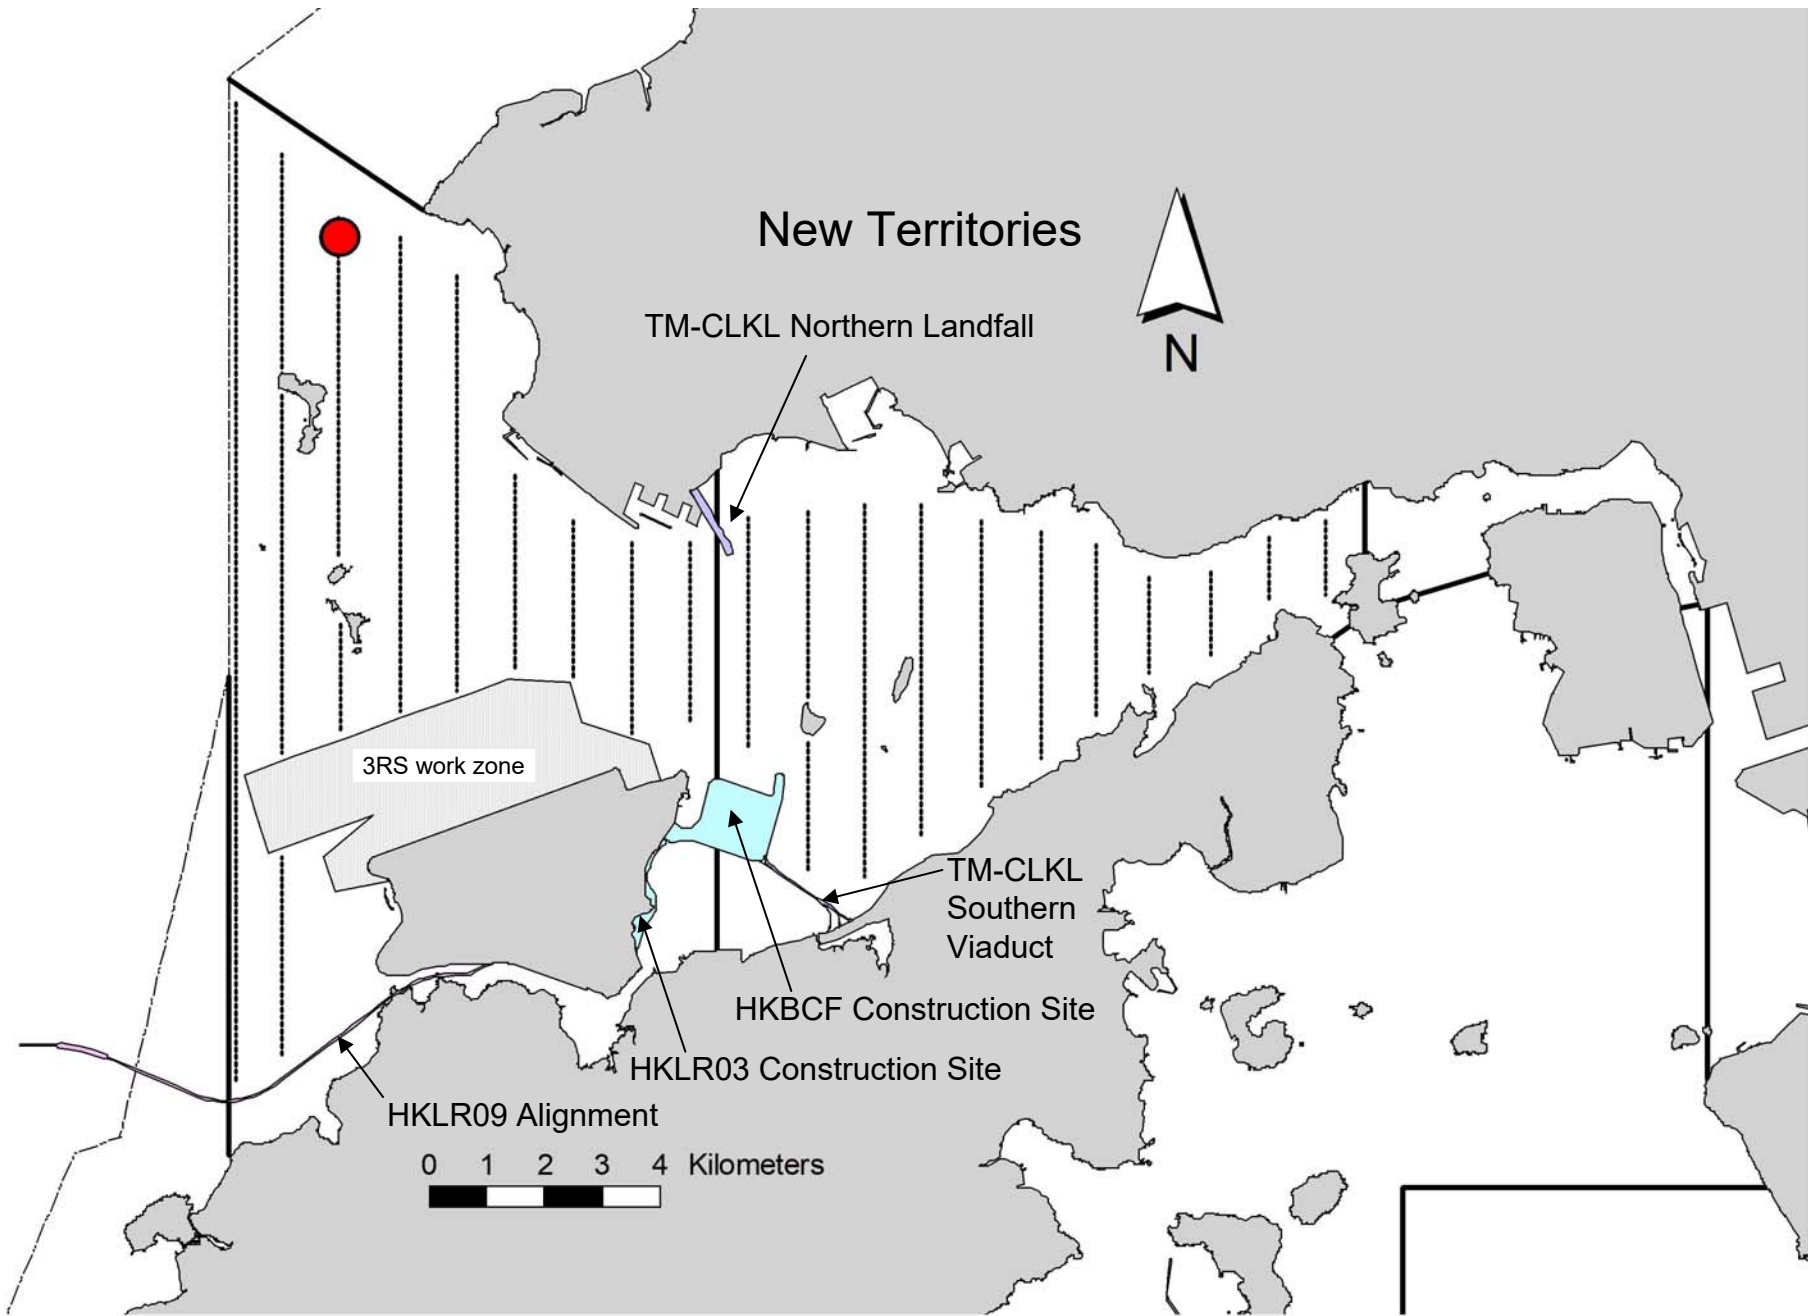 New Territories
TM-CLKL Northern Landfall
N
3RS work zone
TM-CLKL
Southern
Viaduct
HKBCF Construction Site
HKLR03 Construction Site
HKLR09 Alignment
0 1 2 3 4 Kilometers